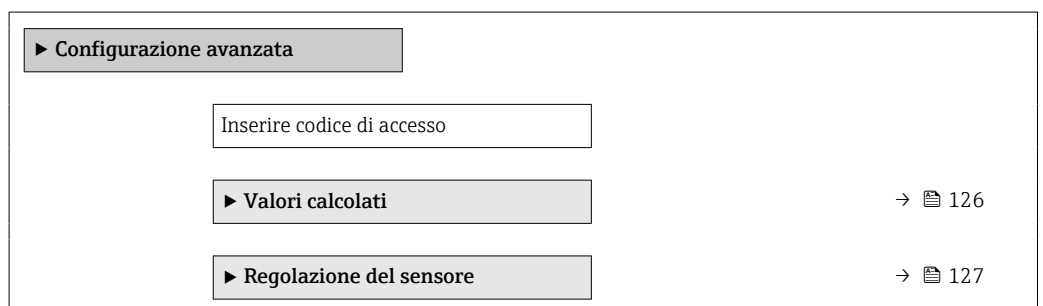 ▶ Configurazione avanzata
Inserire codice di accesso
▶ Valori calcolati → 126
▶ Regolazione del sensore → 127